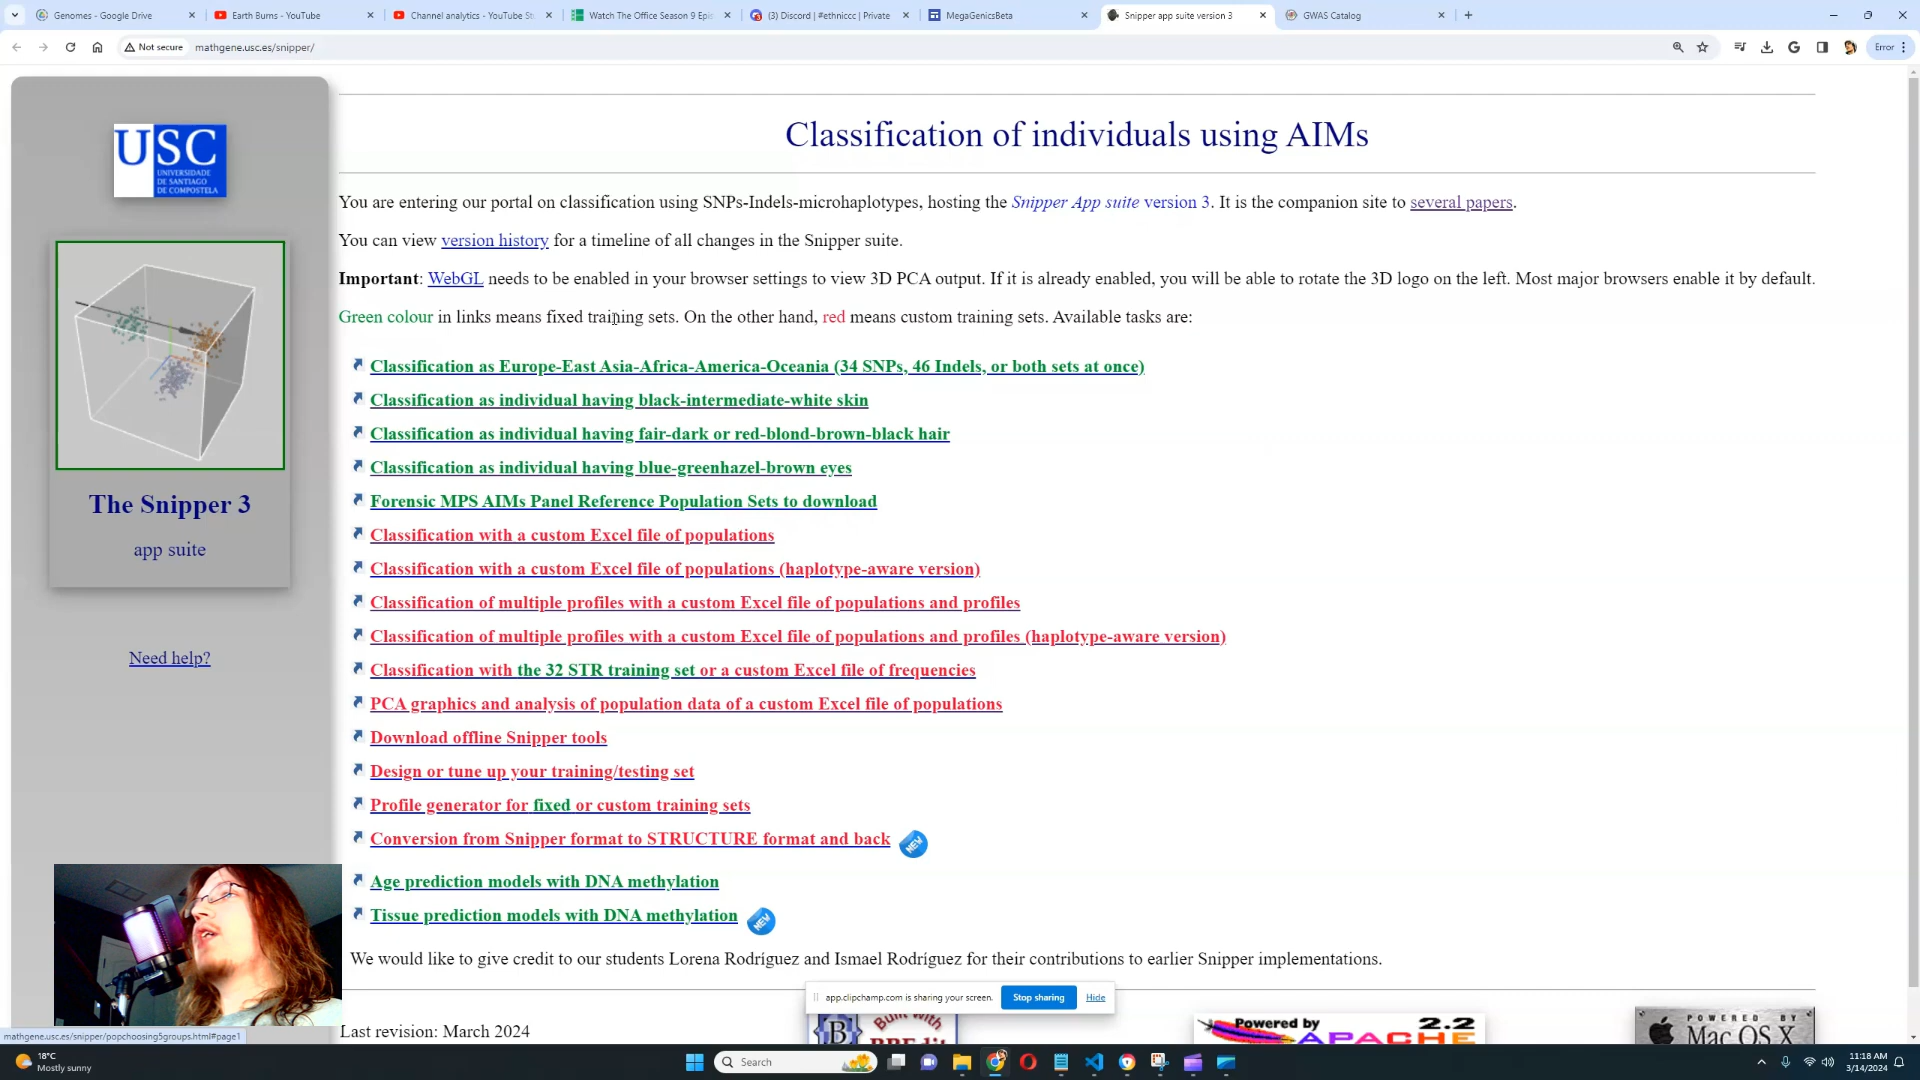 Genomes - Google Drive
Earth Burns - YouTube
Channel analytics - YouTube St
Watch The Office Season 9 Epis
(3) Discord | #ethniccc | Private
MegaGenicsBeta
Snipper app suite version 3
GWAS Catalog
Not secure
mathgene.usc.es/snipper/
Error
USC
UNIVERSIDADE
DE SANTIAGO
DE COMPOSTELA
The Snipper 3
app suite
Need help?
Classification of individuals using AIMs
You are entering our portal on classification using SNPs-Indels-microhaplotypes, hosting the Snipper App suite version 3. It is the companion site to several papers.
You can view version history for a timeline of all changes in the Snipper suite.
Important: WebGL needs to be enabled in your browser settings to view 3D PCA output. If it is already enabled, you will be able to rotate the 3D logo on the left. Most major browsers enable it by default.
Green colour in links means fixed training sets. On the other hand, red means custom training sets. Available tasks are:
Classification as Europe-East Asia-Africa-America-Oceania (34 SNPs, 46 Indels, or both sets at once)
Classification as individual having black-intermediate-white skin
Classification as individual having fair-dark or red-blond-brown-black hair
Classification as individual having blue-greenhazel-brown eyes
Forensic MPS AIMs Panel Reference Population Sets to download
Classification with a custom Excel file of populations
Classification with a custom Excel file of populations (haplotype-aware version)
Classification of multiple profiles with a custom Excel file of populations and profiles
Classification of multiple profiles with a custom Excel file of populations and profiles (haplotype-aware version)
Classification with the 32 STR training set or a custom Excel file of frequencies
PCA graphics and analysis of population data of a custom Excel file of populations
Download offline Snipper tools
Design or tune up your training/testing set
Profile generator for fixed or custom training sets
Conversion from Snipper format to STRUCTURE format and back
NEW
Age prediction models with DNA methylation
Tissue prediction models with DNA methylation
NEW
We would like to give credit to our students Lorena Rodríguez and Ismael Rodríguez for their contributions to earlier Snipper implementations.
app.clipchamp.com is sharing your screen.
Stop sharing
Hide
Last revision: March 2024
B
Built with
BBEdit
Powered by
APACHE
2.2
POWERED BY
Mac OS X
mathgene.usc.es/snipper/popchoosing5groups.html#page1
18°C
Mostly sunny
Search
11:18 AM
3/14/2024